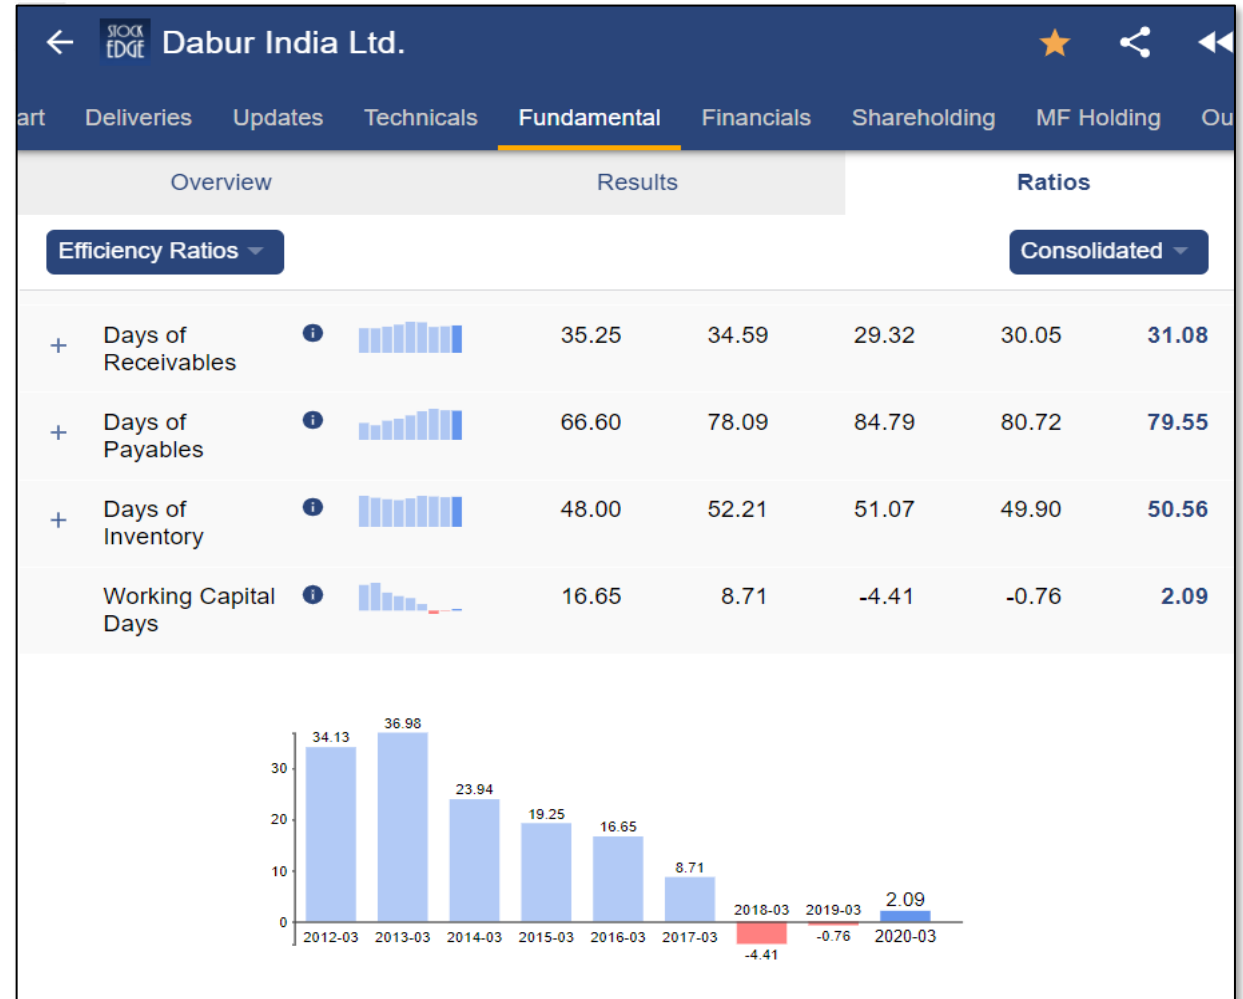 STOCK
EDGE
Dabur India Ltd.
art Deliveries Updates Technicals Fundamental Financials Shareholding MF Holding Ou
Overview Results Ratios
Efficiency Ratios Consolidated
Days of Receivables 35.25 34.59 29.32 30.05 31.08
Days of Payables 66.60 78.09 84.79 80.72 79.55
Days of Inventory 48.00 52.21 51.07 49.90 50.56
Working Capital Days 16.65 8.71 -4.41 -0.76 2.09
34.13 36.98 23.94 19.25 16.65 8.71 2018-03 2019-03 2.09
30
20
10
0
2012-03 2013-03 2014-03 2015-03 2016-03 2017-03 -4.41 -0.76 2020-03